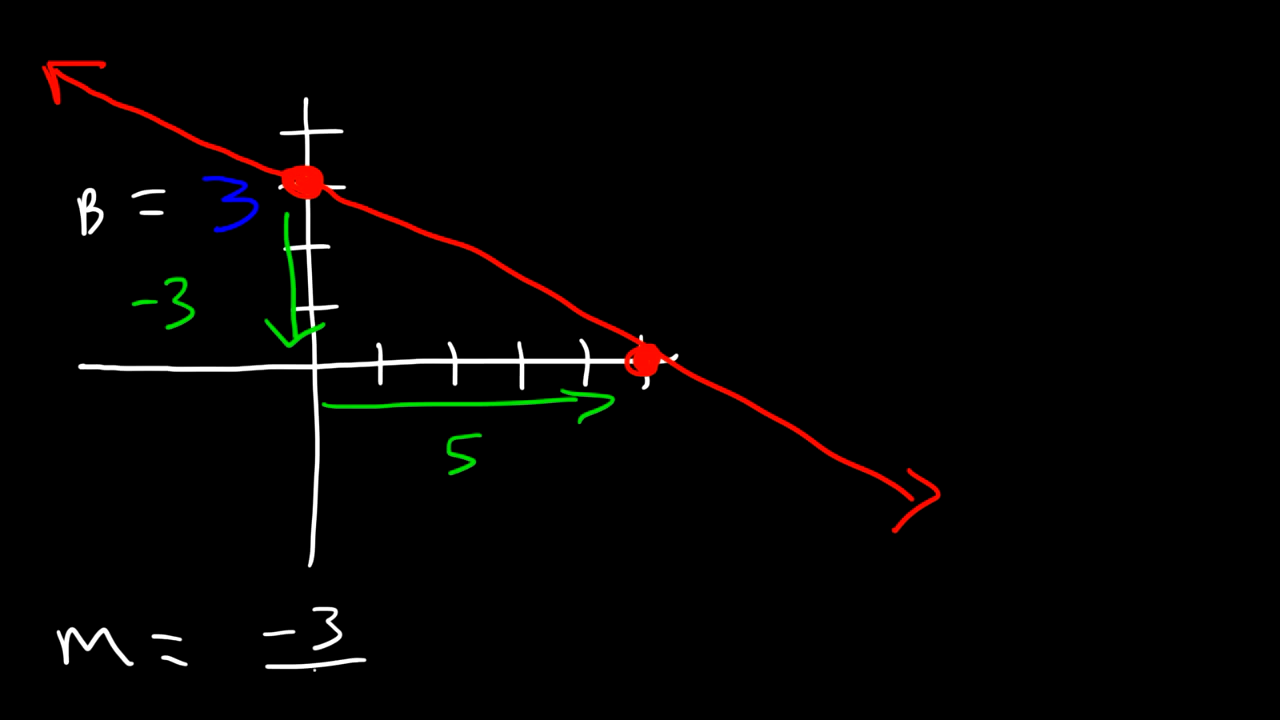 B = 3
-3
5
m = -3